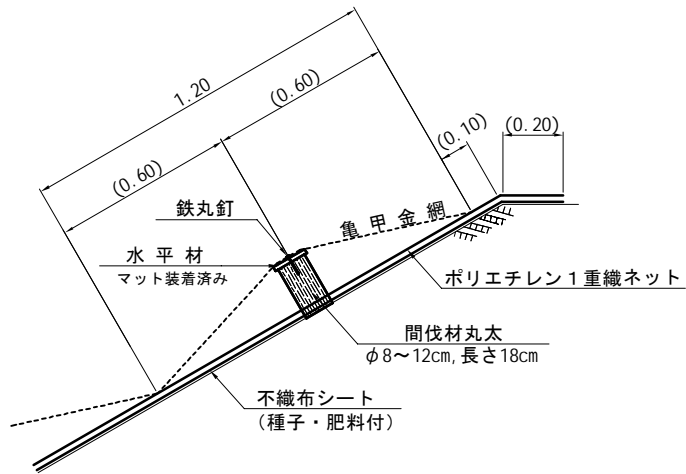 1.20
(0.60)
(0.60)
(0.10)
(0.20)
鉄丸釘
亀甲金網
水平材
マット装着済み
ポリエチレン1重織ネット
間伐材丸太
φ8～12cm,長さ18cm
不織布シート
(種子・肥料付)